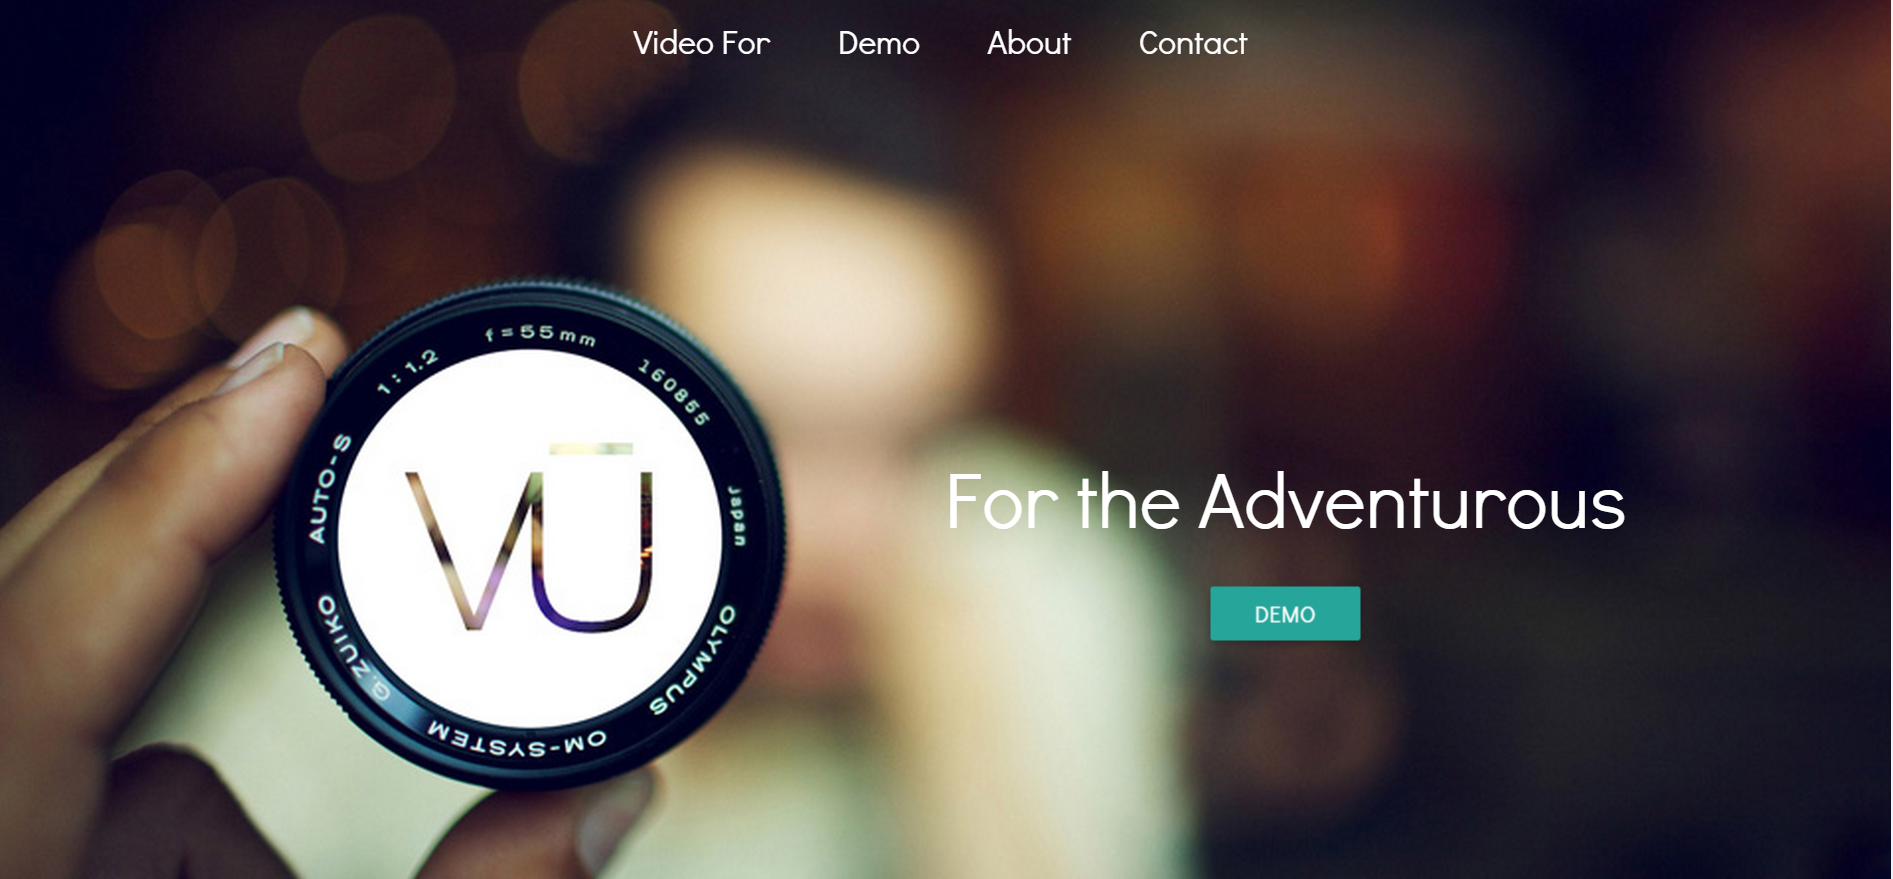 Video For
Demo
About
Contact
1:1.2 f=55mm 160855
Japan
OLYMPUS
OM-SYSTEM
G.ZUIKO
AUTO-S
VŪ
For the Adventurous
DEMO